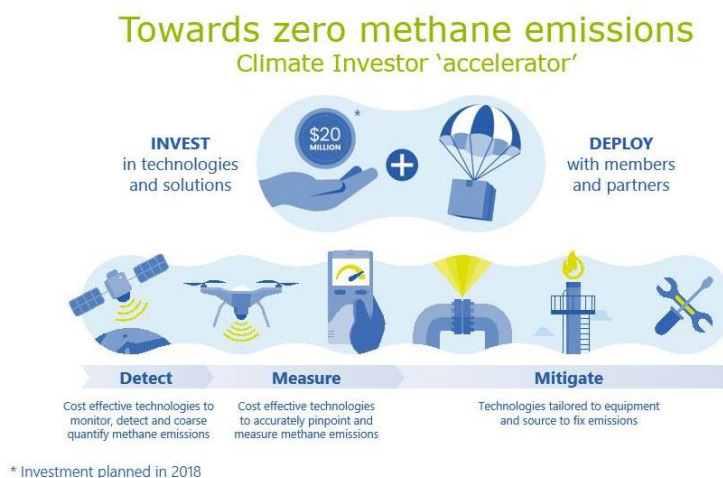 Towards zero methane emissions
Climate Investor ‘accelerator’
INVEST
in technologies
and solutions
$20
MILLION
*
DEPLOY
with members
and partners
Detect
Cost effective technologies to
monitor, detect and coarse
quantify methane emissions
Measure
Cost effective technologies
to accurately pinpoint and
measure methane emissions
Mitigate
Technologies tailored to equipment
and source to fix emissions
* Investment planned in 2018